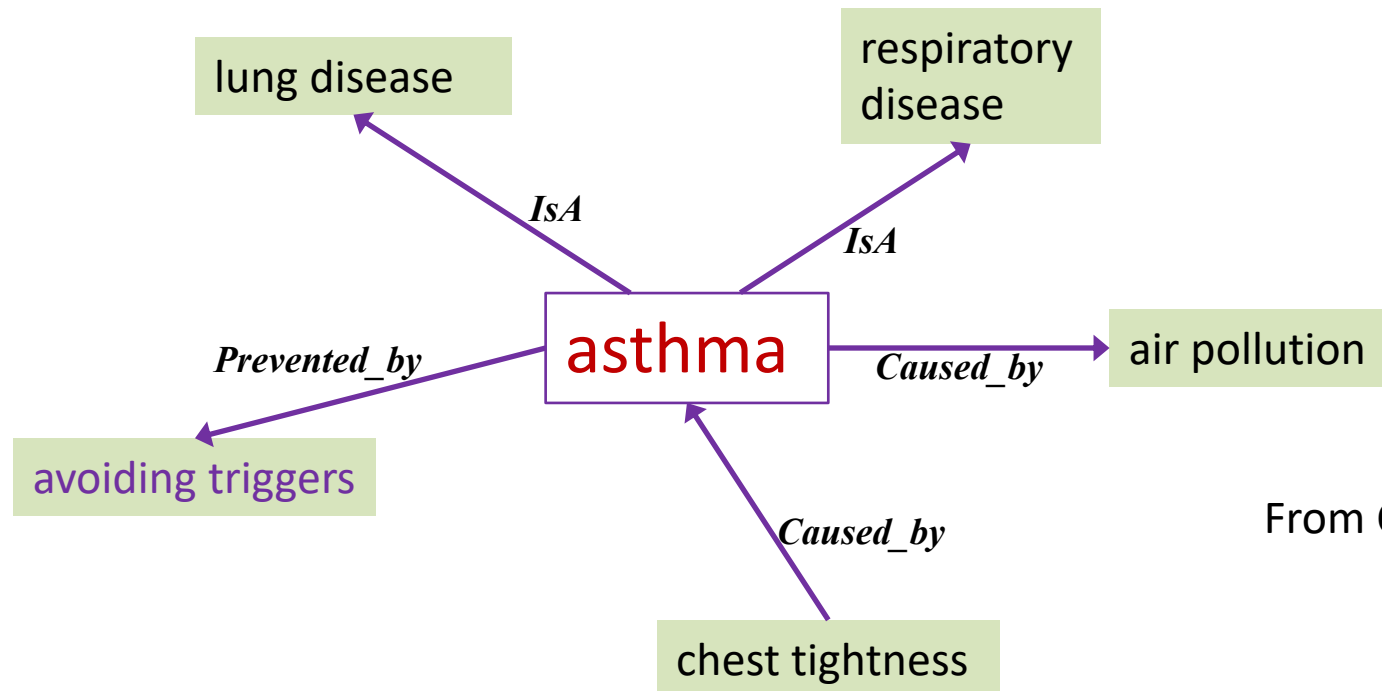 respiratory
disease
lung disease
IsA
IsA
asthma
Prevented_by
Caused_by
air pollution
avoiding triggers
From
Caused_by
chest tightness